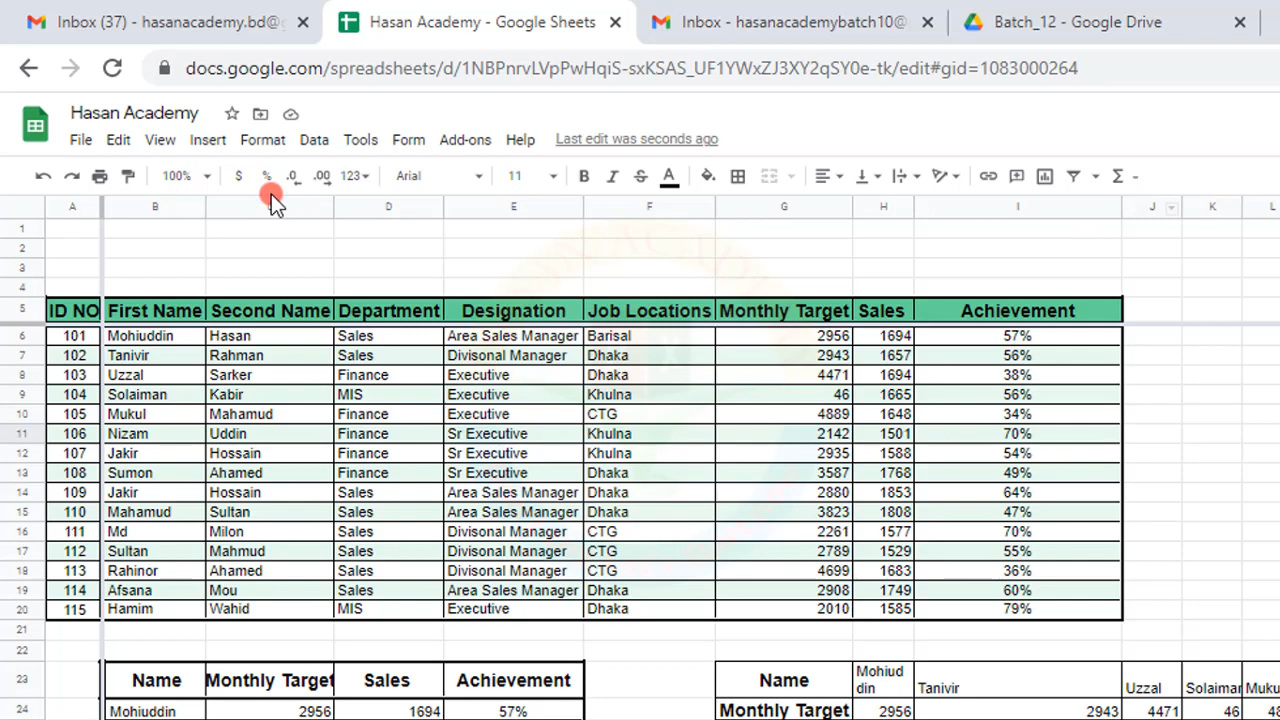 Inbox (37) - hasanacademy.bd@g
Hasan Academy - Google Sheets
Inbox - hasanacademybatch10@
Batch_12 - Google Drive
docs.google.com/spreadsheets/d/1NBPnrvLVpPwHqiS-sxKSAS_UF1YWxZJ3XY2qSY0e-tk/edit#gid=1083000264
Hasan Academy
File Edit View Insert Format Data Tools Form Add-ons Help Last edit was seconds ago
100% $ % .0 .00 123 Arial 11 B I S A Σ
A B D E F G H I J K L
1
2
3
4
5 ID NO First Name Second Name Department Designation Job Locations Monthly Target Sales Achievement
6 101 Mohiuddin Hasan Sales Area Sales Manager Barisal 2956 1694 57%
7 102 Tanivir Rahman Sales Divisonal Manager Dhaka 2943 1657 56%
8 103 Uzzal Sarker Finance Executive Dhaka 4471 1694 38%
9 104 Solaiman Kabir MIS Executive Khulna 46 1665 56%
10 105 Mukul Mahamud Finance Executive CTG 4889 1648 34%
11 106 Nizam Uddin Finance Sr Executive Khulna 2142 1501 70%
12 107 Jakir Hossain Finance Sr Executive Khulna 2935 1588 54%
13 108 Sumon Ahamed Finance Sr Executive Dhaka 3587 1768 49%
14 109 Jakir Hossain Sales Area Sales Manager Dhaka 2880 1853 64%
15 110 Mahamud Sultan Sales Area Sales Manager Dhaka 3823 1808 47%
16 111 Md Milon Sales Divisonal Manager CTG 2261 1577 70%
17 112 Sultan Mahmud Sales Divisonal Manager CTG 2789 1529 55%
18 113 Rahinor Ahamed Sales Divisonal Manager CTG 4699 1683 36%
19 114 Afsana Mou Sales Area Sales Manager Dhaka 2908 1749 60%
20 115 Hamim Wahid MIS Executive Dhaka 2010 1585 79%
21
22
23 Name Monthly Target Sales Achievement Name Mohiud
din Tanivir Uzzal Solaiman Muku
24 Mohiuddin 2956 1694 57% Monthly Target 2956 2943 4471 46 48